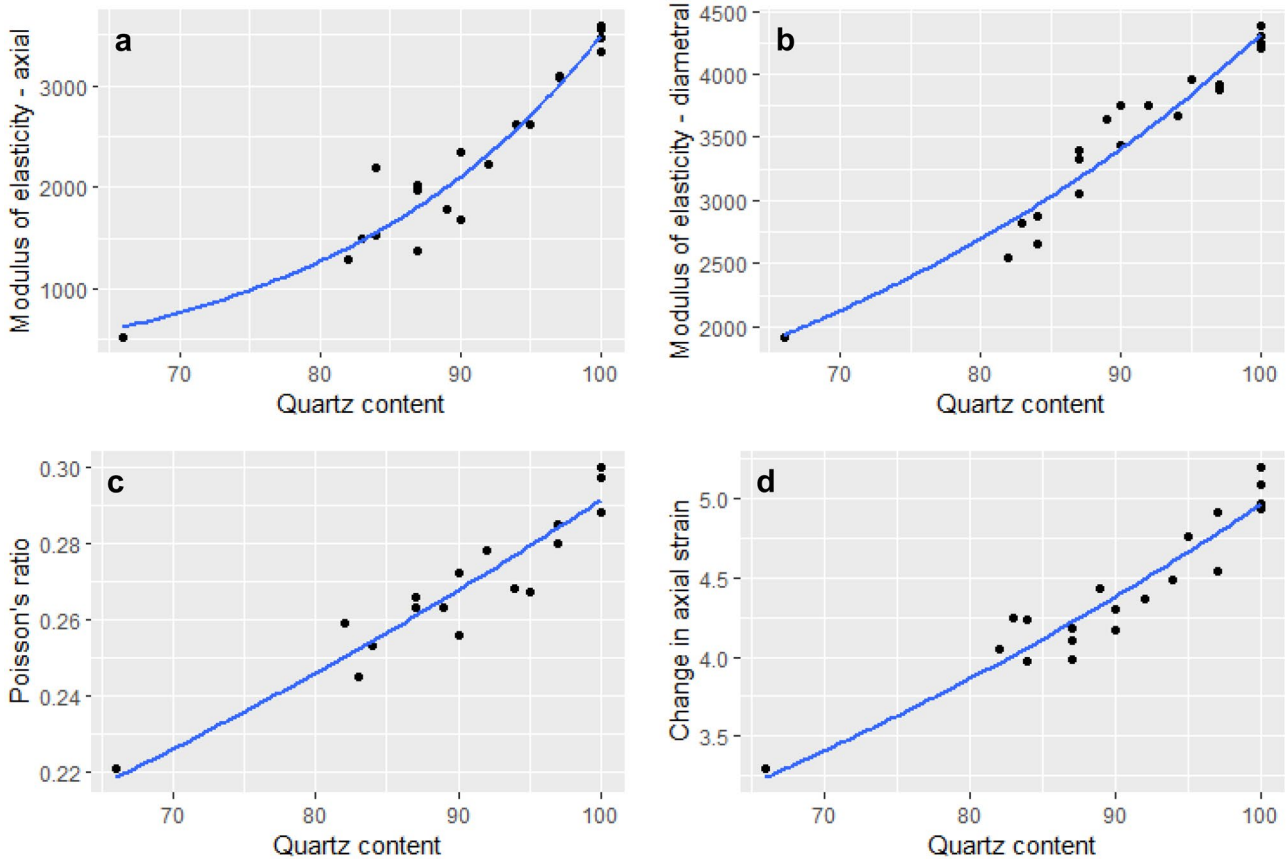 a
Modulus of elasticity - axial
3000
2000
1000
70 80 90 100
Quartz content
b
Modulus of elasticity - diametral
4500
4000
3500
3000
2500
2000
70 80 90 100
Quartz content
c
Poisson's ratio
0.30
0.28
0.26
0.24
0.22
70 80 90 100
Quartz content
d
Change in axial strain
5.0
4.5
4.0
3.5
70 80 90 100
Quartz content